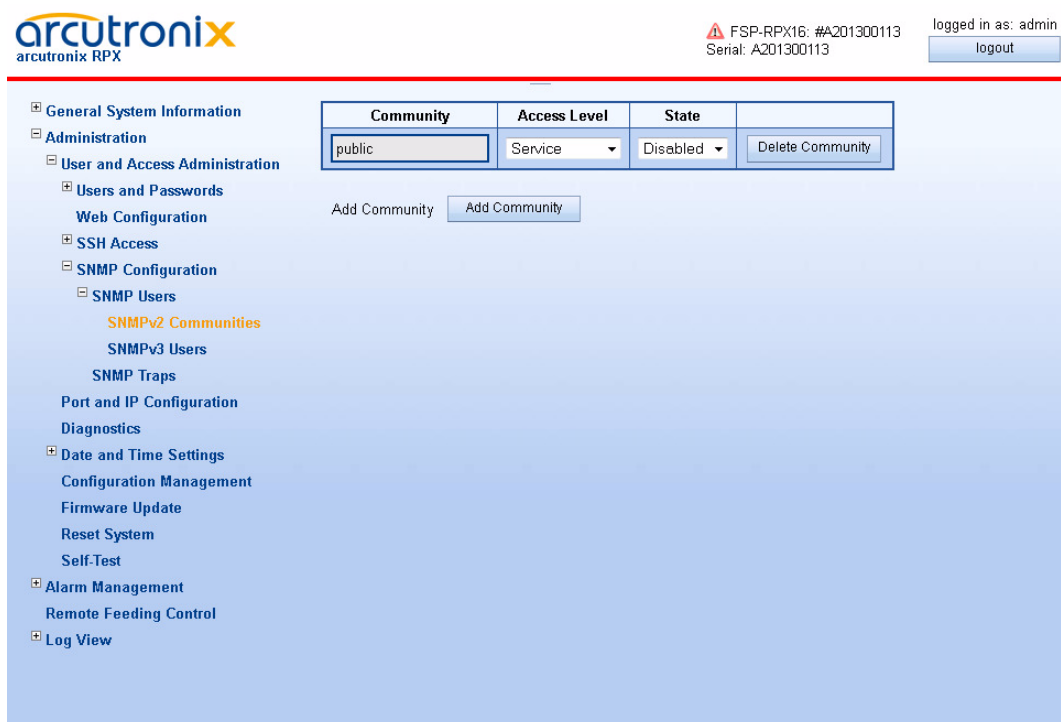 arcutronix
arcutronix RPX
FSP-RPX16: #A201300113
Serial: A201300113
logged in as: admin
logout
General System Information
Administration
User and Access Administration
Users and Passwords
Web Configuration
SSH Access
SNMP Configuration
SNMP Users
SNMPv2 Communities
SNMPv3 Users
SNMP Traps
Port and IP Configuration
Diagnostics
Date and Time Settings
Configuration Management
Firmware Update
Reset System
Self-Test
Alarm Management
Remote Feeding Control
Log View
Community Access Level State
public Service Disabled Delete Community
Add Community Add Community